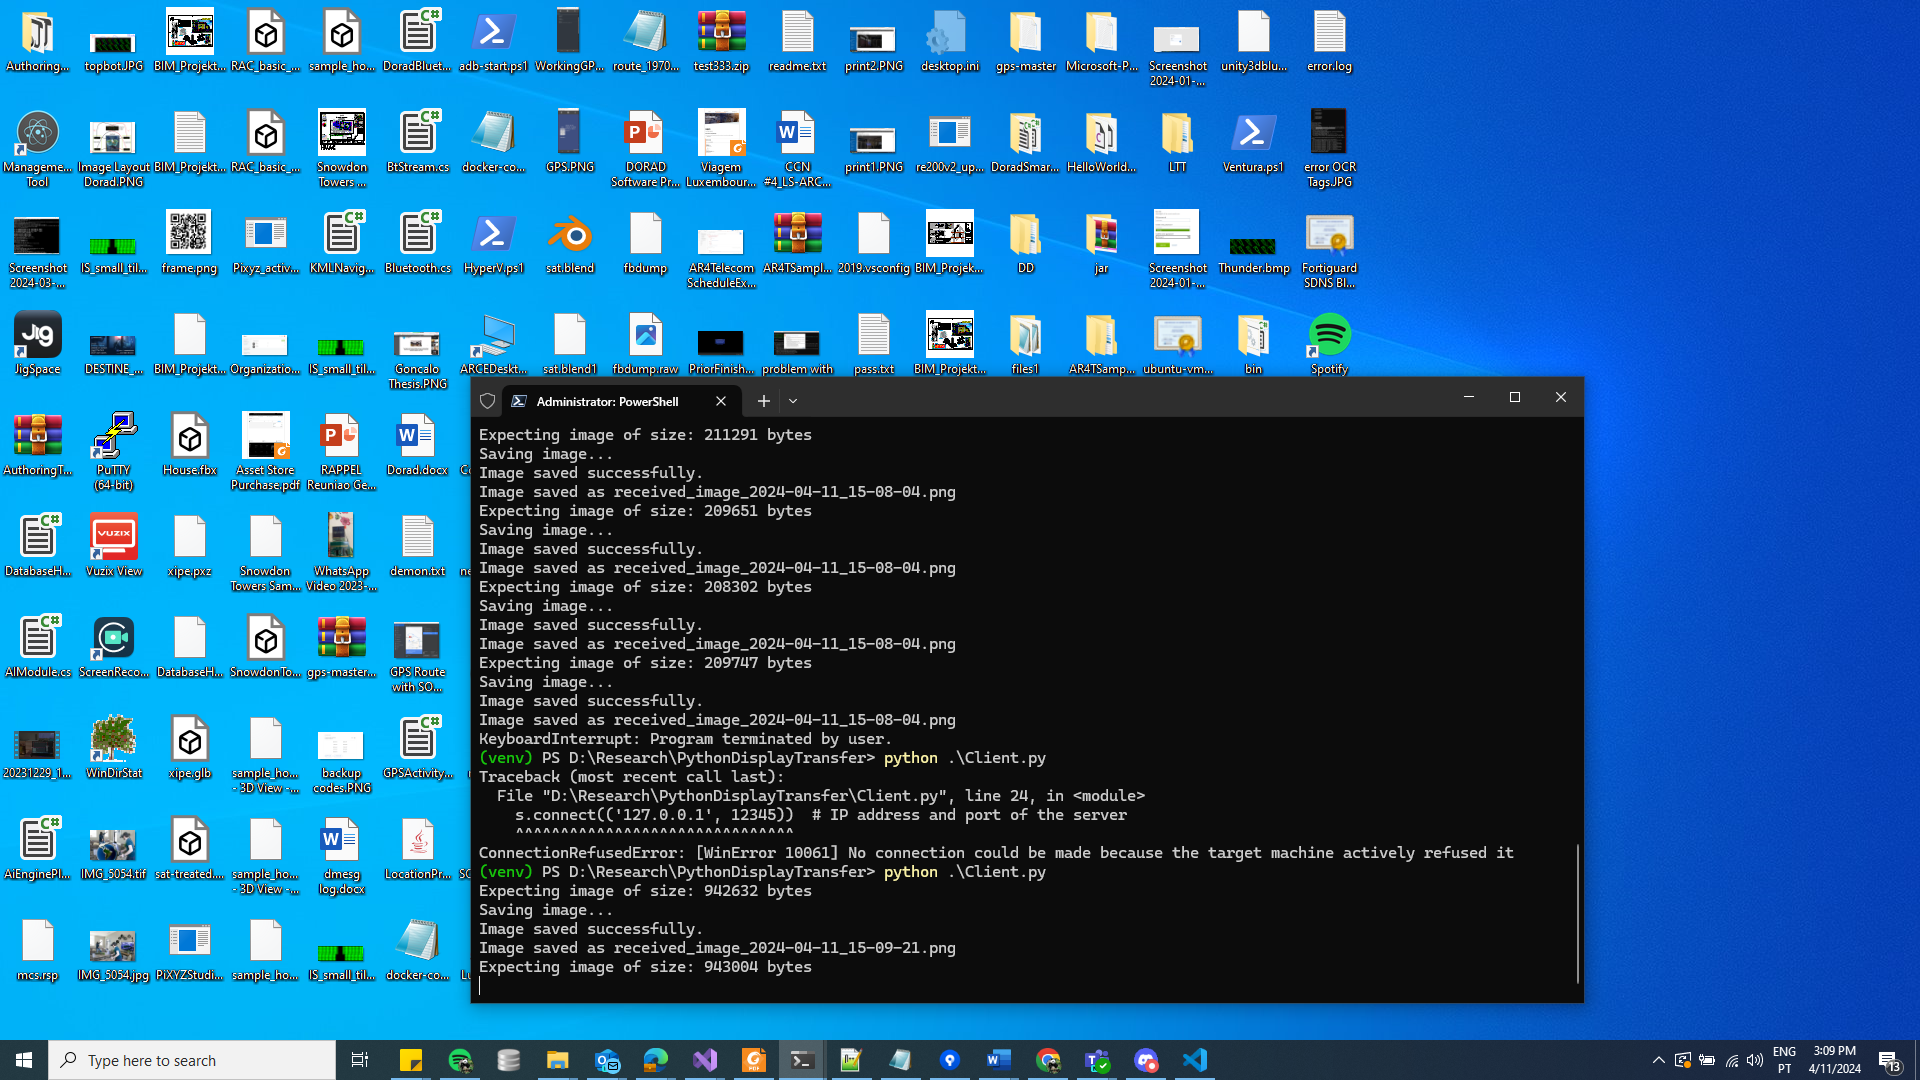 Authoring...
topbot.JPG
BIM_Projekt...
RAC_basic_...
sample_ho...
DoradBluet...
adb-start.ps1
WorkingGP...
route_1970...
test333.zip
readme.txt
print2.PNG
desktop.ini
gps-master
Microsoft-P...
Screenshot
2024-01-...
unity3dblu...
error.log
Manageme...
Tool
Image Layout
Dorad.PNG
BIM_Projekt...
RAC_basic_...
Snowdon
Towers ...
BtStream.cs
docker-co...
GPS.PNG
DORAD
Software Pr...
Viagem
Luxembour...
CCN
#4_LS-ARC...
print1.PNG
re200v2_up...
DoradSmar...
HelloWorld...
LTT
Ventura.ps1
error OCR
Tags.JPG
Screenshot
2024-03-...
IS_small_til...
frame.png
Pixyz_activ...
KMLNavig...
Bluetooth.cs
HyperV.ps1
sat.blend
fbdump
AR4Telecom
ScheduleEx...
AR4TSampl...
2019.vsconfig
BIM_Projek...
DD
jar
Screenshot
2024-01-...
Thunder.bmp
Fortiguard
SDNS Bl...
JigSpace
DESTINE_...
BIM_Projekt...
Organizatio...
IS_small_til...
Goncalo
Thesis.PNG
ARCEDeskt...
sat.blend1
fbdump.raw
PriorFinish...
problem with
pass.txt
BIM_Projekt...
files1
AR4TSamp...
ubuntu-vm...
bin
Spotify
AuthoringT...
PuTTY
(64-bit)
House.fbx
Asset Store
Purchase.pdf
RAPPEL
Reuniao Ge...
Dorad.docx
DatabaseH...
Vuzix View
xipe.pxz
Snowdon
Towers Sam...
WhatsApp
Video 2023-...
demon.txt
AIModule.cs
ScreenReco...
DatabaseH...
SnowdonTo...
gps-master...
GPS Route
with SO...
20231229_1...
WinDirStat
xipe.glb
sample_ho...
- 3D View -...
backup
codes.PNG
GPSActivity...
AiEnginePl...
IMG_5054.tif
sat-treated...
sample_ho...
- 3D View -...
dmesg
log.docx
LocationPr...
mcs.rsp
IMG_5054.jpg
PiXYZStudi...
sample_ho...
IS_small_til...
docker-co...
Administrator: PowerShell
Expecting image of size: 211291 bytes
Saving image...
Image saved successfully.
Image saved as received_image_2024-04-11_15-08-04.png
Expecting image of size: 209651 bytes
Saving image...
Image saved successfully.
Image saved as received_image_2024-04-11_15-08-04.png
Expecting image of size: 208302 bytes
Saving image...
Image saved successfully.
Image saved as received_image_2024-04-11_15-08-04.png
Expecting image of size: 209747 bytes
Saving image...
Image saved successfully.
Image saved as received_image_2024-04-11_15-08-04.png
KeyboardInterrupt: Program terminated by user.
(venv) PS D:\Research\PythonDisplayTransfer> python .\Client.py
Traceback (most recent call last):
File "D:\Research\PythonDisplayTransfer\Client.py", line 24, in <module>
s.connect(('127.0.0.1', 12345))  # IP address and port of the server
^^^^^^^^^^^^^^^^^^^^^^^^^^^^^^^
ConnectionRefusedError: [WinError 10061] No connection could be made because the target machine actively refused it
(venv) PS D:\Research\PythonDisplayTransfer> python .\Client.py
Expecting image of size: 942632 bytes
Saving image...
Image saved successfully.
Image saved as received_image_2024-04-11_15-09-21.png
Expecting image of size: 943004 bytes
Type here to search
ENG
PT
3:09 PM
4/11/2024
13